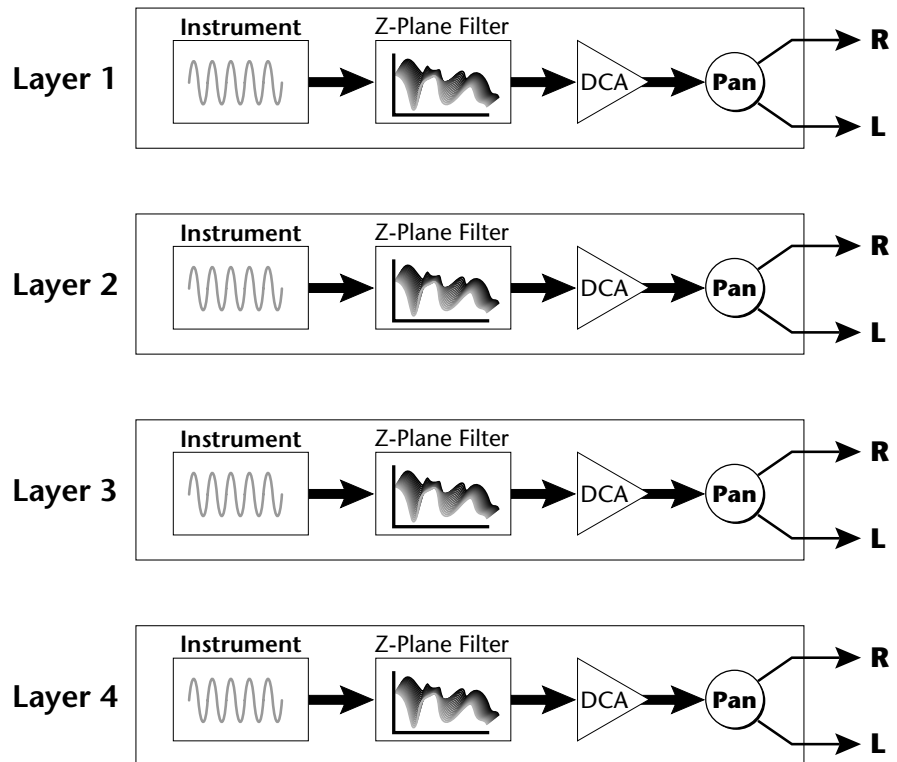 Instrument Z-Plane Filter
R
Layer 1 DCA Pan
L
Instrument Z-Plane Filter
R
Layer 2 DCA Pan
L
Instrument Z-Plane Filter
R
Layer 3 DCA Pan
L
Instrument Z-Plane Filter
R
Layer 4 DCA Pan
L